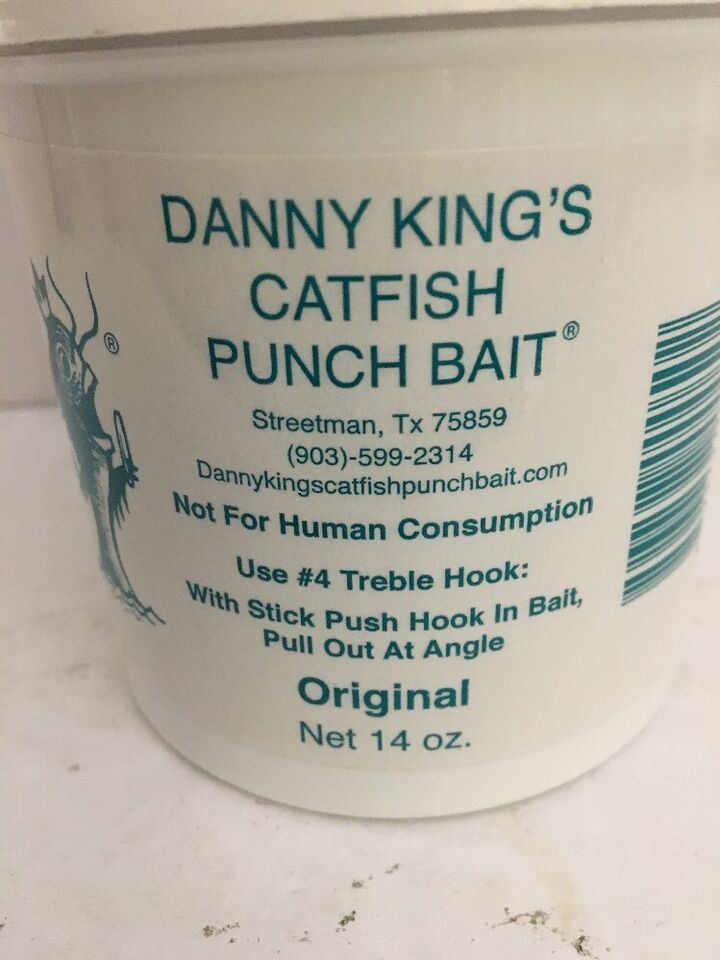 DANNY KING'S
CATFISH
PUNCH BAIT®
®
Streetman, Tx 75859
(903)-599-2314
Dannykingscatfishpunchbait.com
Not For Human Consumption
Use #4 Treble Hook:
With Stick Push Hook In Bait,
Pull Out At Angle
Original
Net 14 oz.